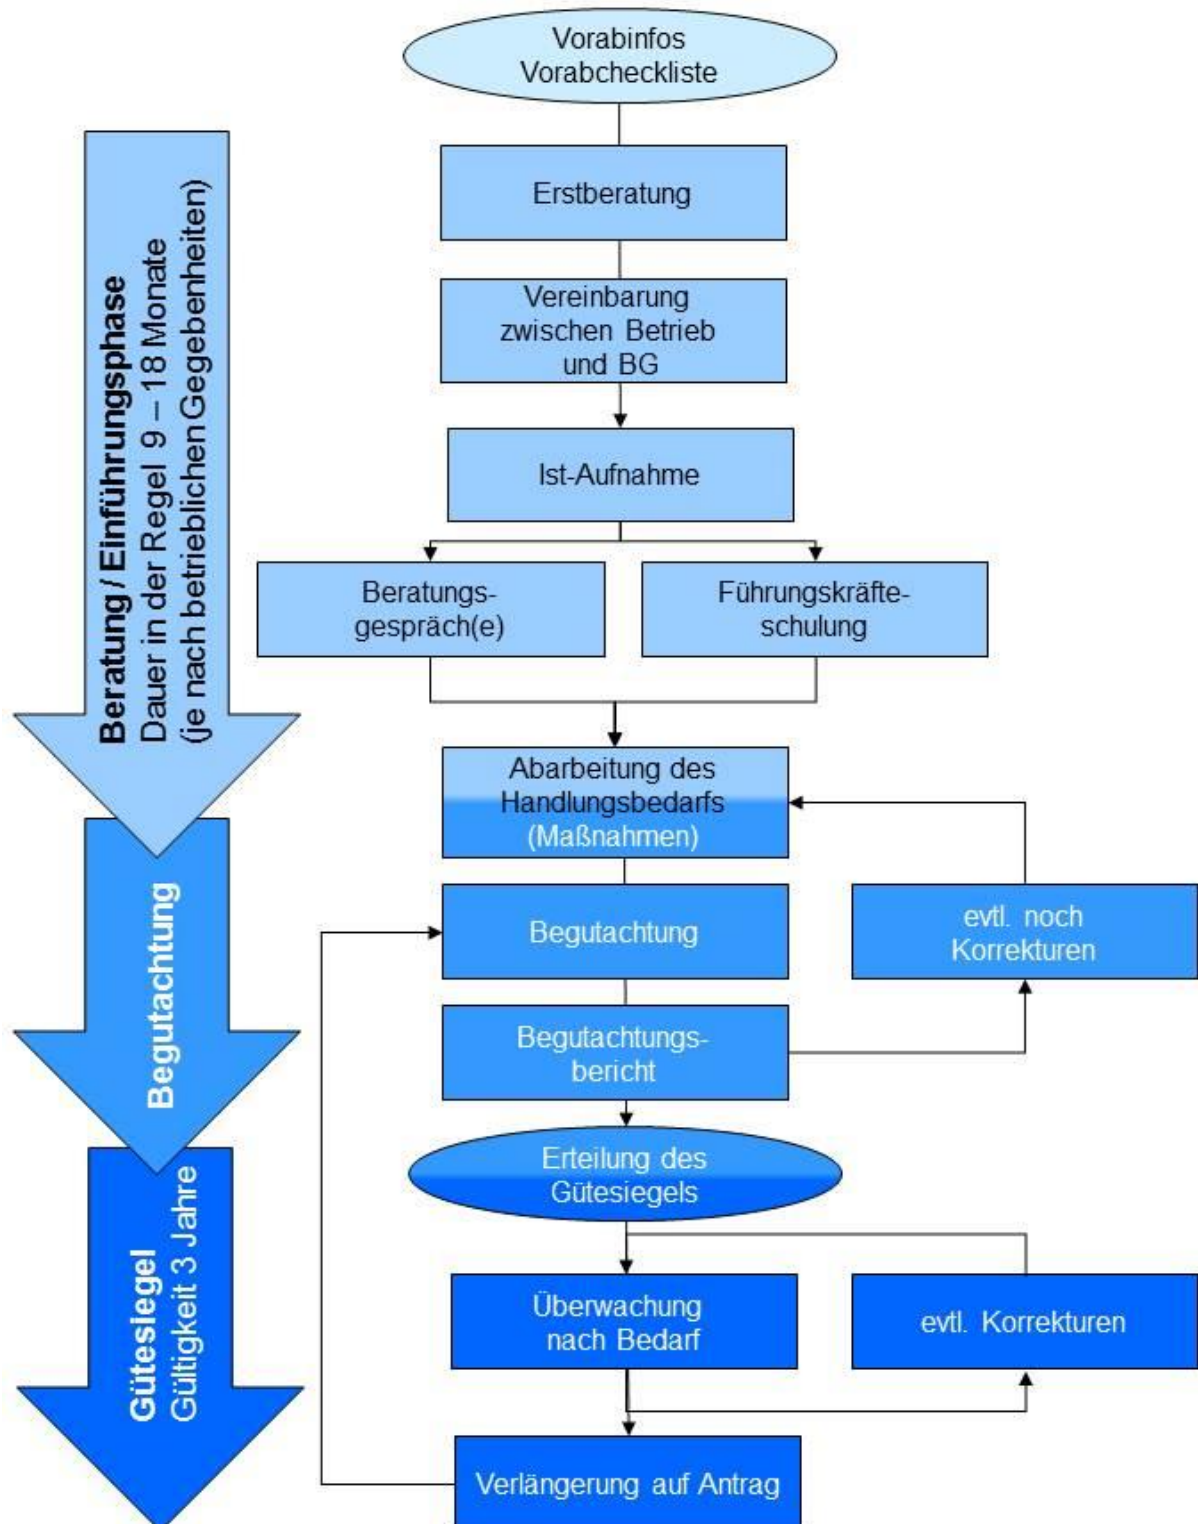 Vorabinfos
Vorabcheckliste
Erstberatung
Vereinbarung
zwischen Betrieb
und BG
Ist-Aufnahme
Beratungs-
gespräch(e)
Führungskräfte-
schulung
Abarbeitung des
Handlungsbedarfs
(Maßnahmen)
Begutachtung
evtl. noch
Korrekturen
Begutachtungs-
bericht
Erteilung des
Gütesiegels
Überwachung
nach Bedarf
evtl. Korrekturen
Verlängerung auf Antrag
Beratung / Einführungsphase
Dauer in der Regel 9 – 18 Monate
(je nach betrieblichen Gegebenheiten)
Begutachtung
Gütesiegel
Gültigkeit 3 Jahre